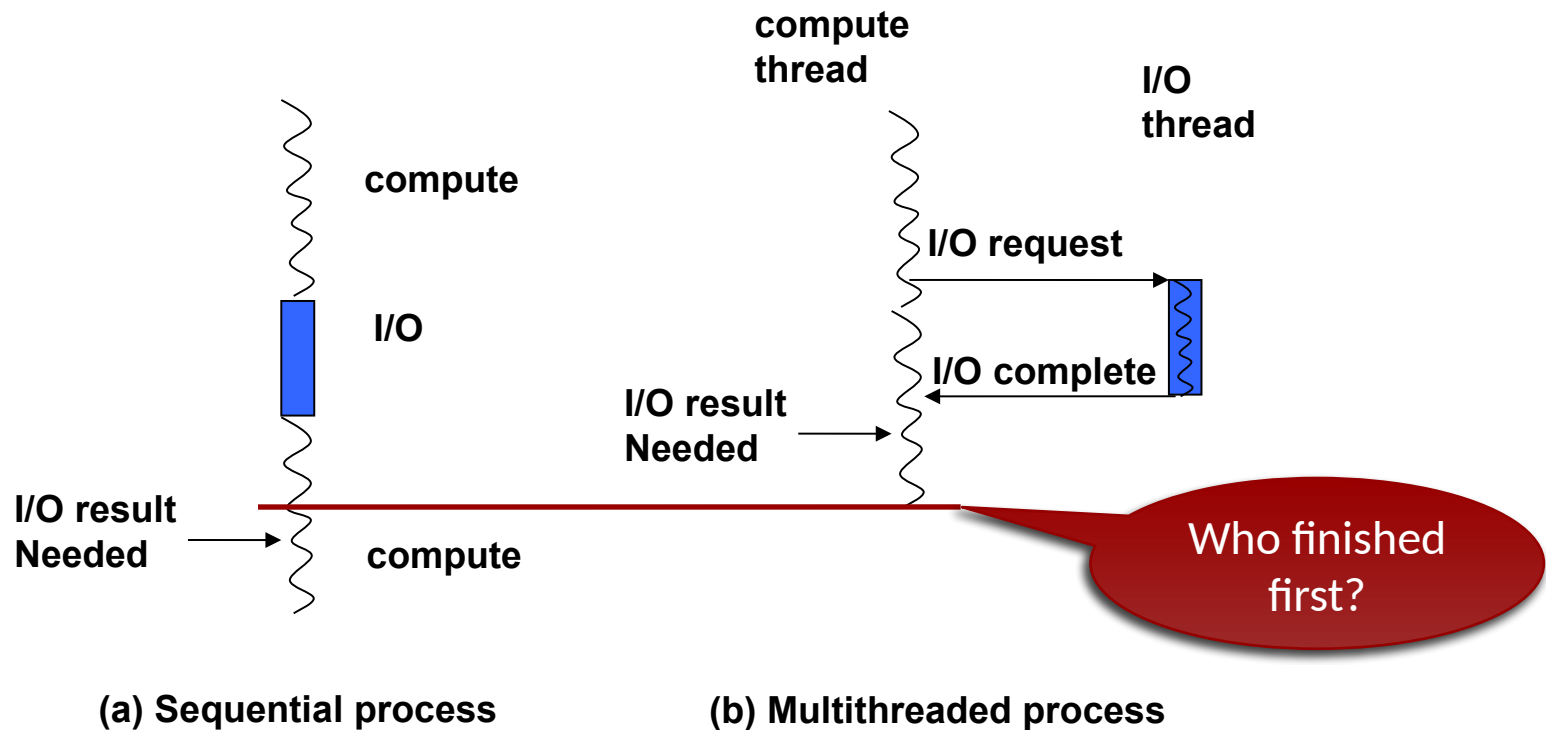 compute
thread
I/O
thread
compute
I/O request
I/O
I/O complete
I/O result
Needed
I/O result
Needed
compute
Who finished
first?
(a) Sequential process
(b) Multithreaded process